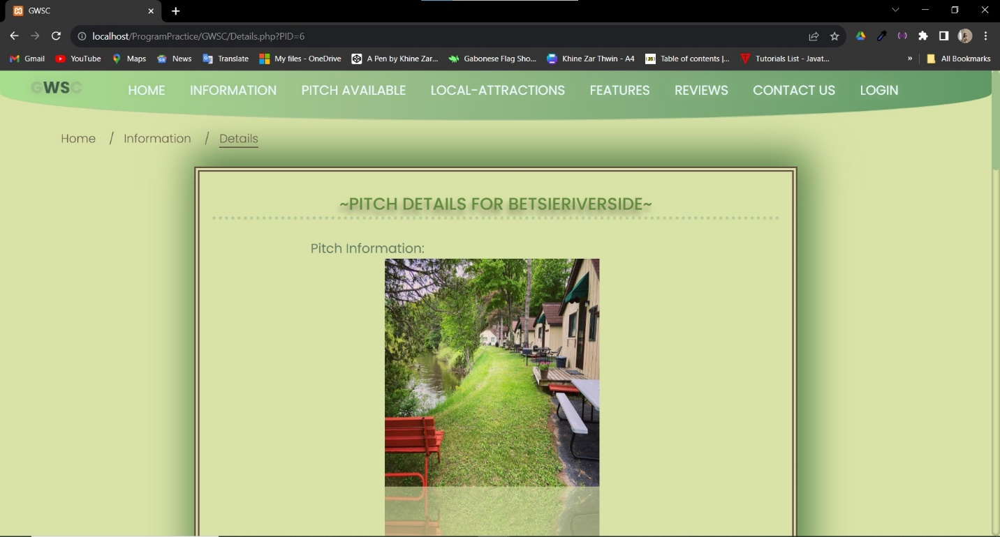 GWSC
localhost/ProgramPractice/GWSC/Details.php?PID=6
Gmail YouTube Maps News Translate My files - OneDrive A Pen by Khine Zar... Gabonese Flag Sho... Khine Zar Thwin - A4 Table of contents |... Tutorials List - Javat... » All Bookmarks
GWSC HOME INFORMATION PITCH AVAILABLE LOCAL-ATTRACTIONS FEATURES REVIEWS CONTACT US LOGIN
Home / Information / Details
~PITCH DETAILS FOR BETSIERIVERSIDE~
Pitch Information: